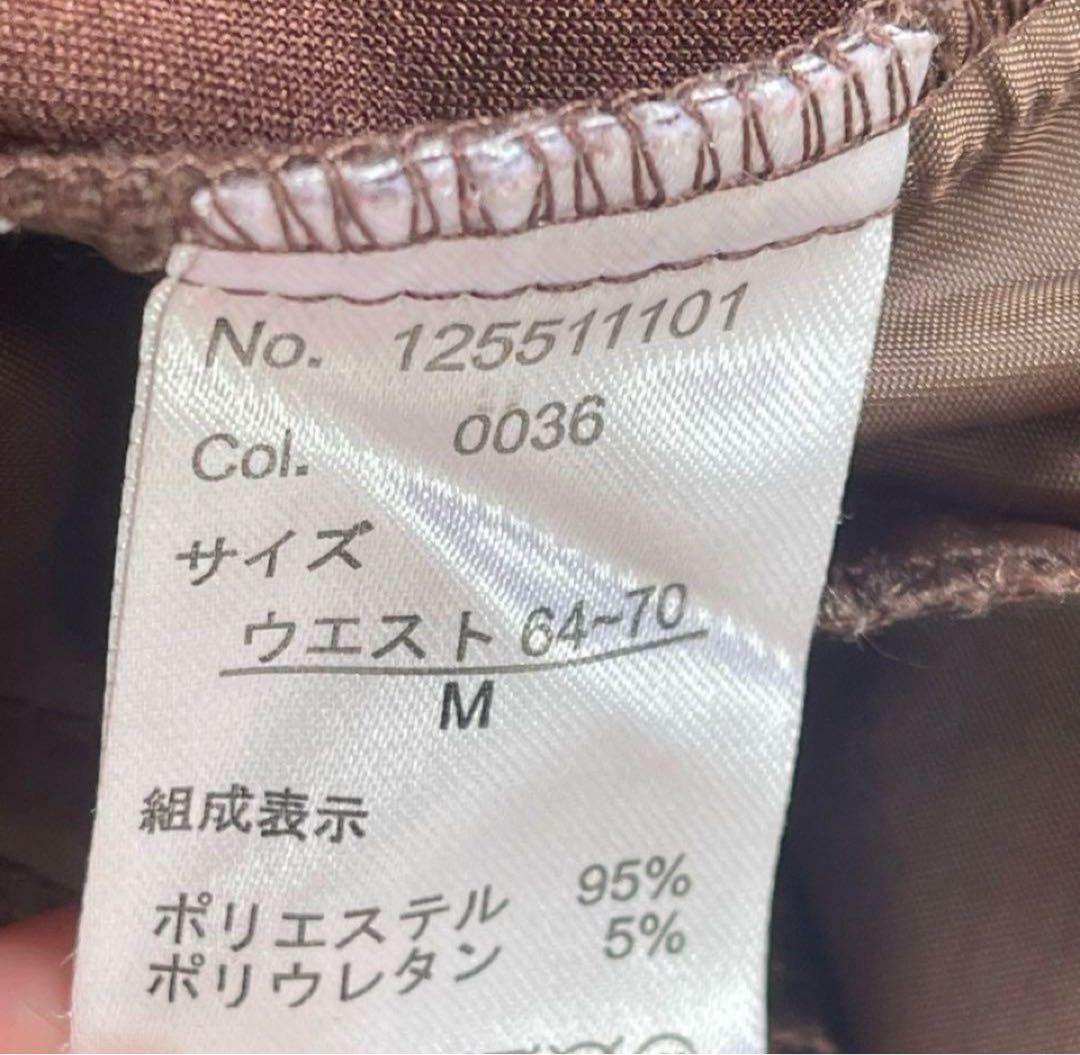 No. 125511101
Col. 0036
サイズ
ウエスト 64~70
M
組成表示
ポリエステル 95%
ポリウレタン 5%